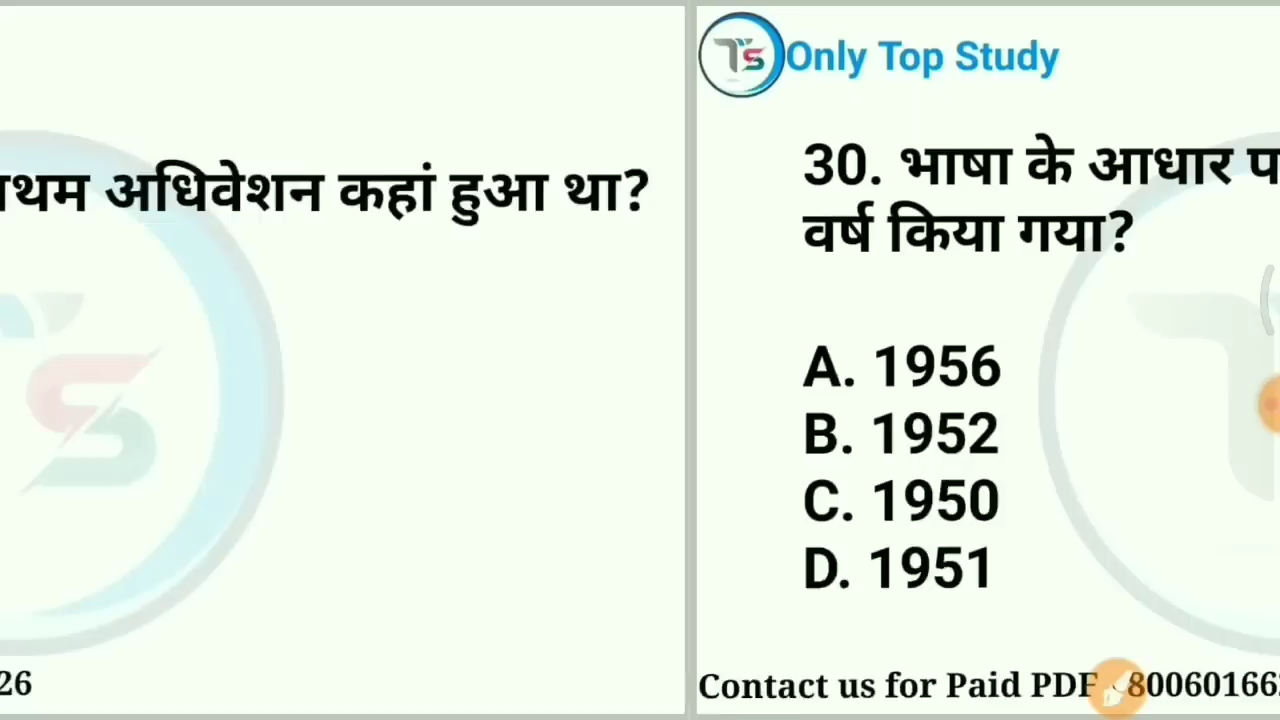 अधिवेशन कहां हुआ था?
26
TS Only Top Study
30. भाषा के आधार
वर्ष किया गया?
A. 1956
B. 1952
C. 1950
D. 1951
Contact us for Paid PDF